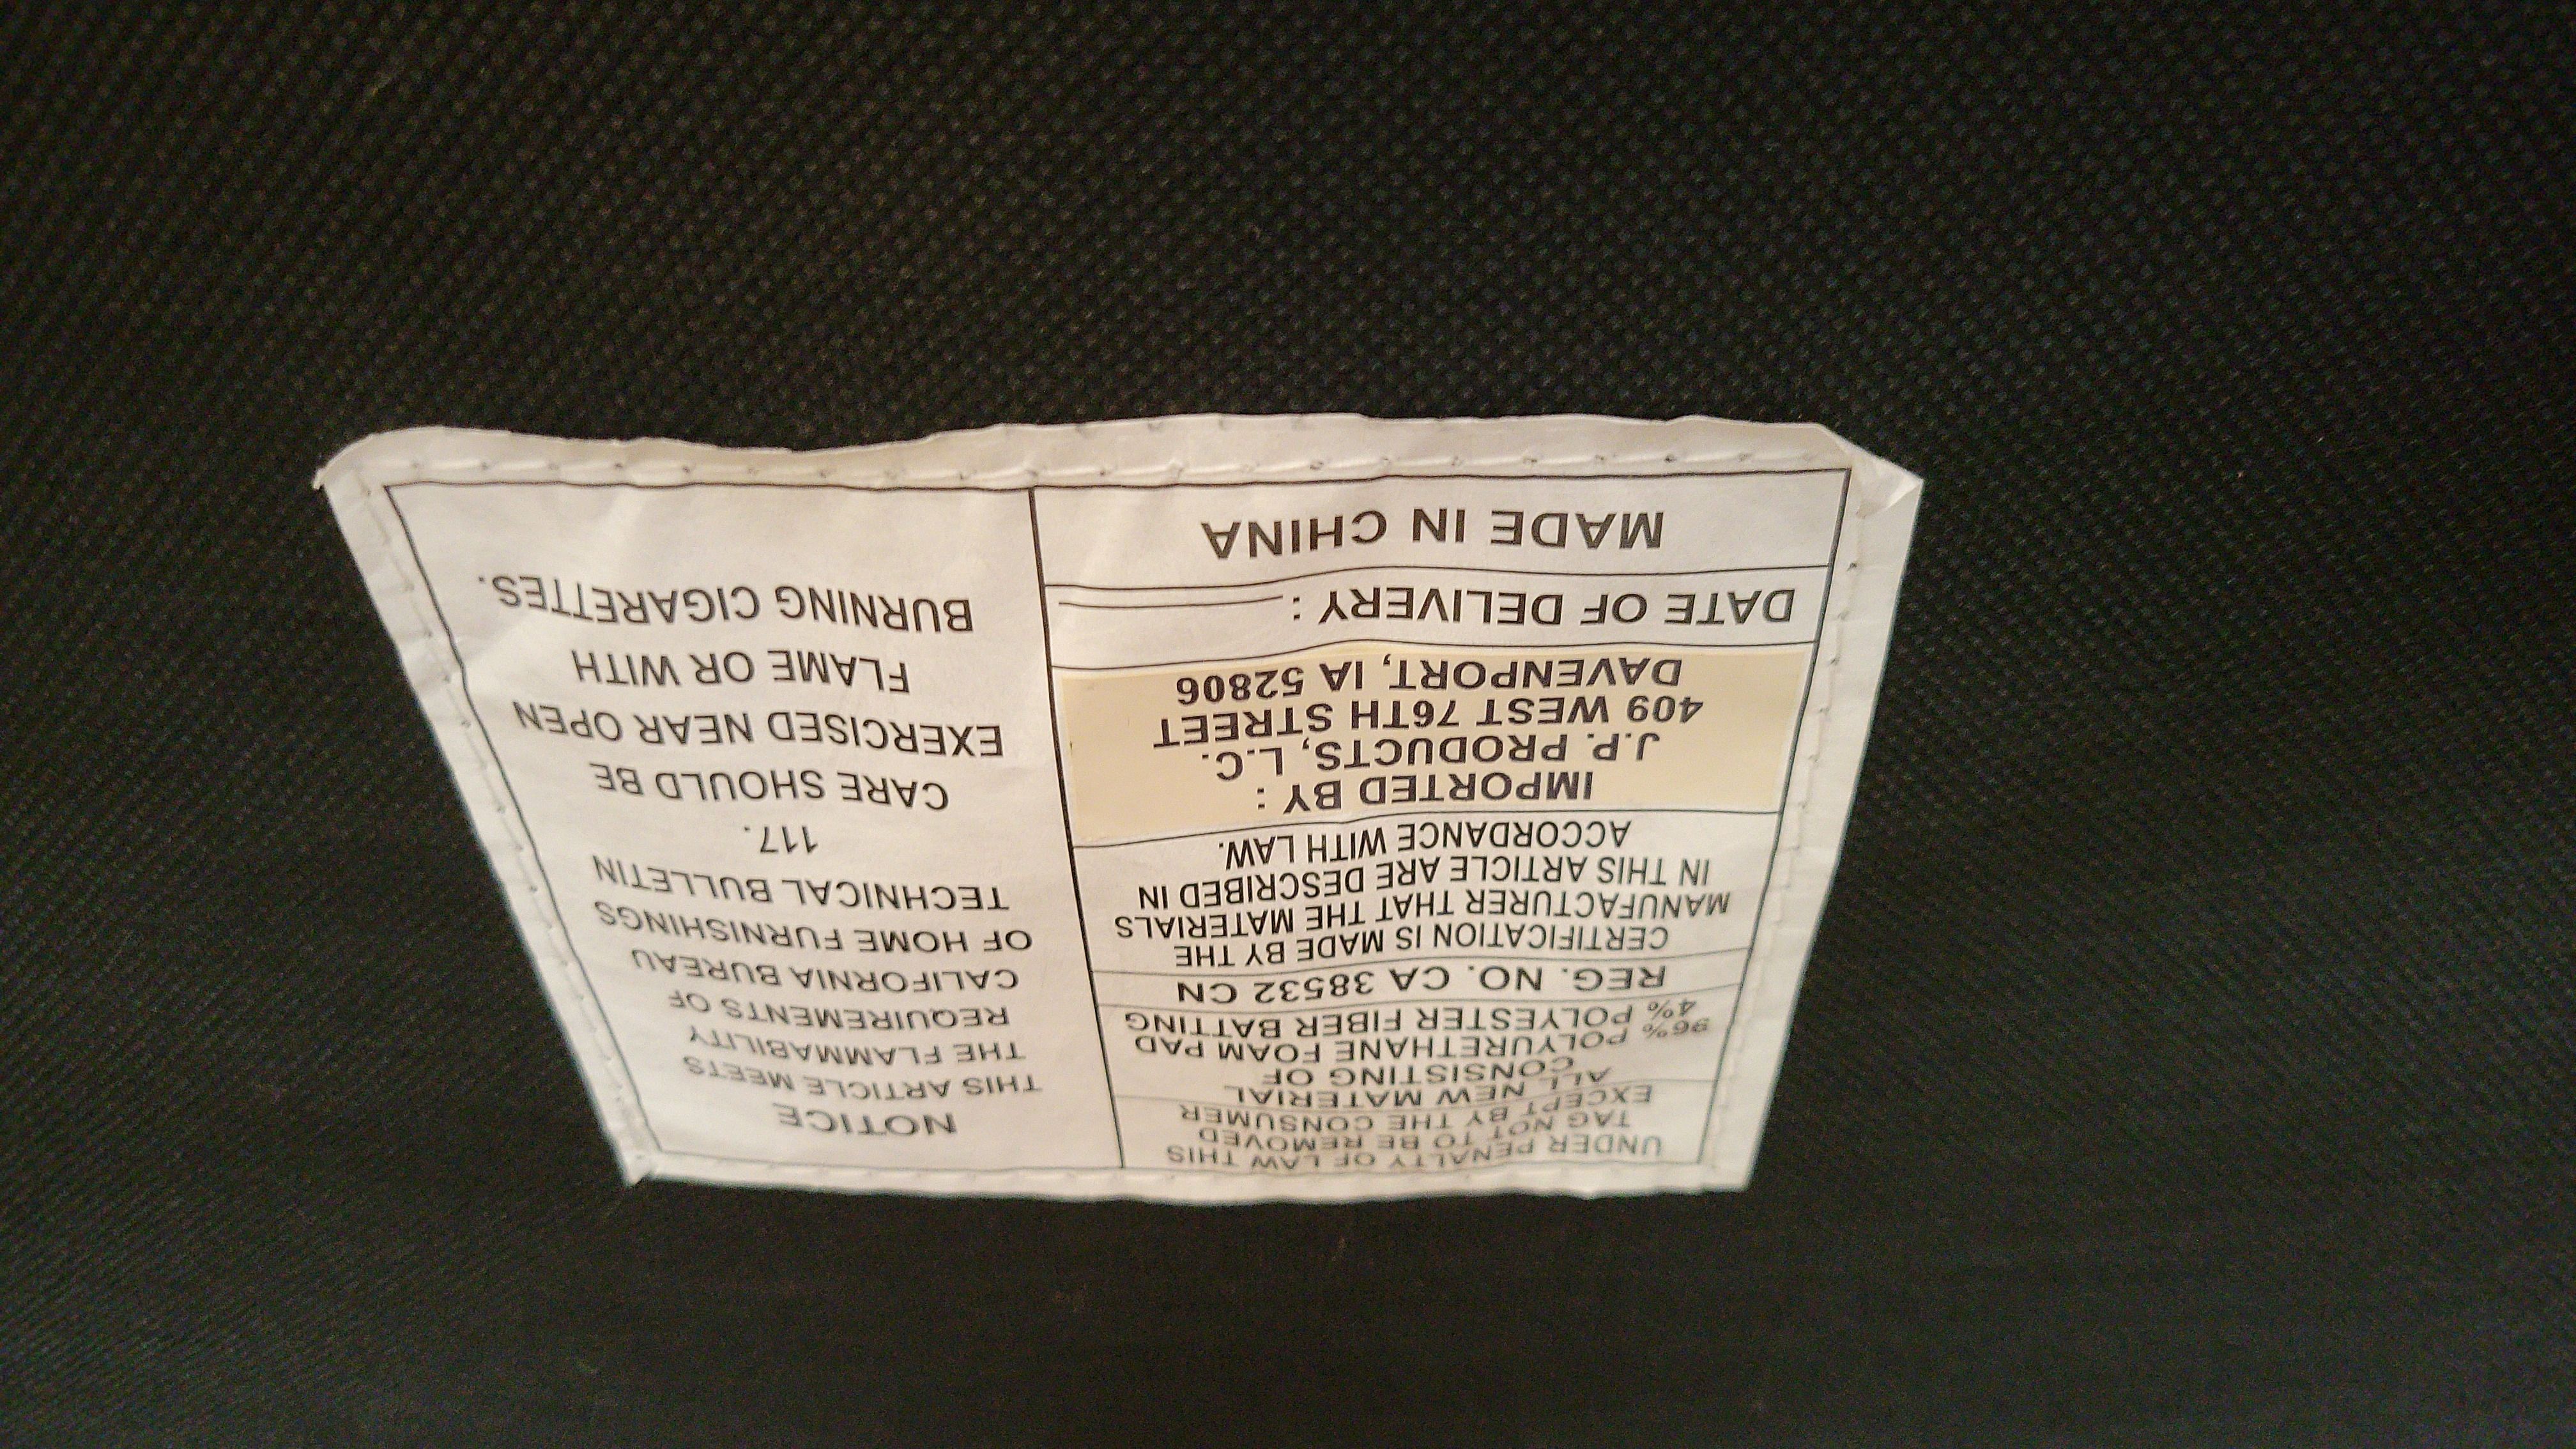 UNDER PENALTY OF LAW THIS
TAG NOT TO BE REMOVED
EXCEPT BY THE CONSUMER
ALL NEW MATERIAL
CONSISTING OF
96% POLYURETHANE FOAM PAD
4% POLYESTER FIBER BATTING
REG. NO. CA 38532 CN
CERTIFICATION IS MADE BY THE
MANUFACTURER THAT THE MATERIALS
IN THIS ARTICLE ARE DESCRIBED IN
ACCORDANCE WITH LAW.
IMPORTED BY :
J.P. PRODUCTS, L.C.
409 WEST 76TH STREET
DAVENPORT, IA 52806
DATE OF DELIVERY :
MADE IN CHINA
NOTICE
THIS ARTICLE MEETS
THE FLAMMABILITY
REQUIREMENTS OF
CALIFORNIA BUREAU
OF HOME FURNISHINGS
TECHNICAL BULLETIN
117.
CARE SHOULD BE
EXERCISED NEAR OPEN
FLAME OR WITH
BURNING CIGARETTES.